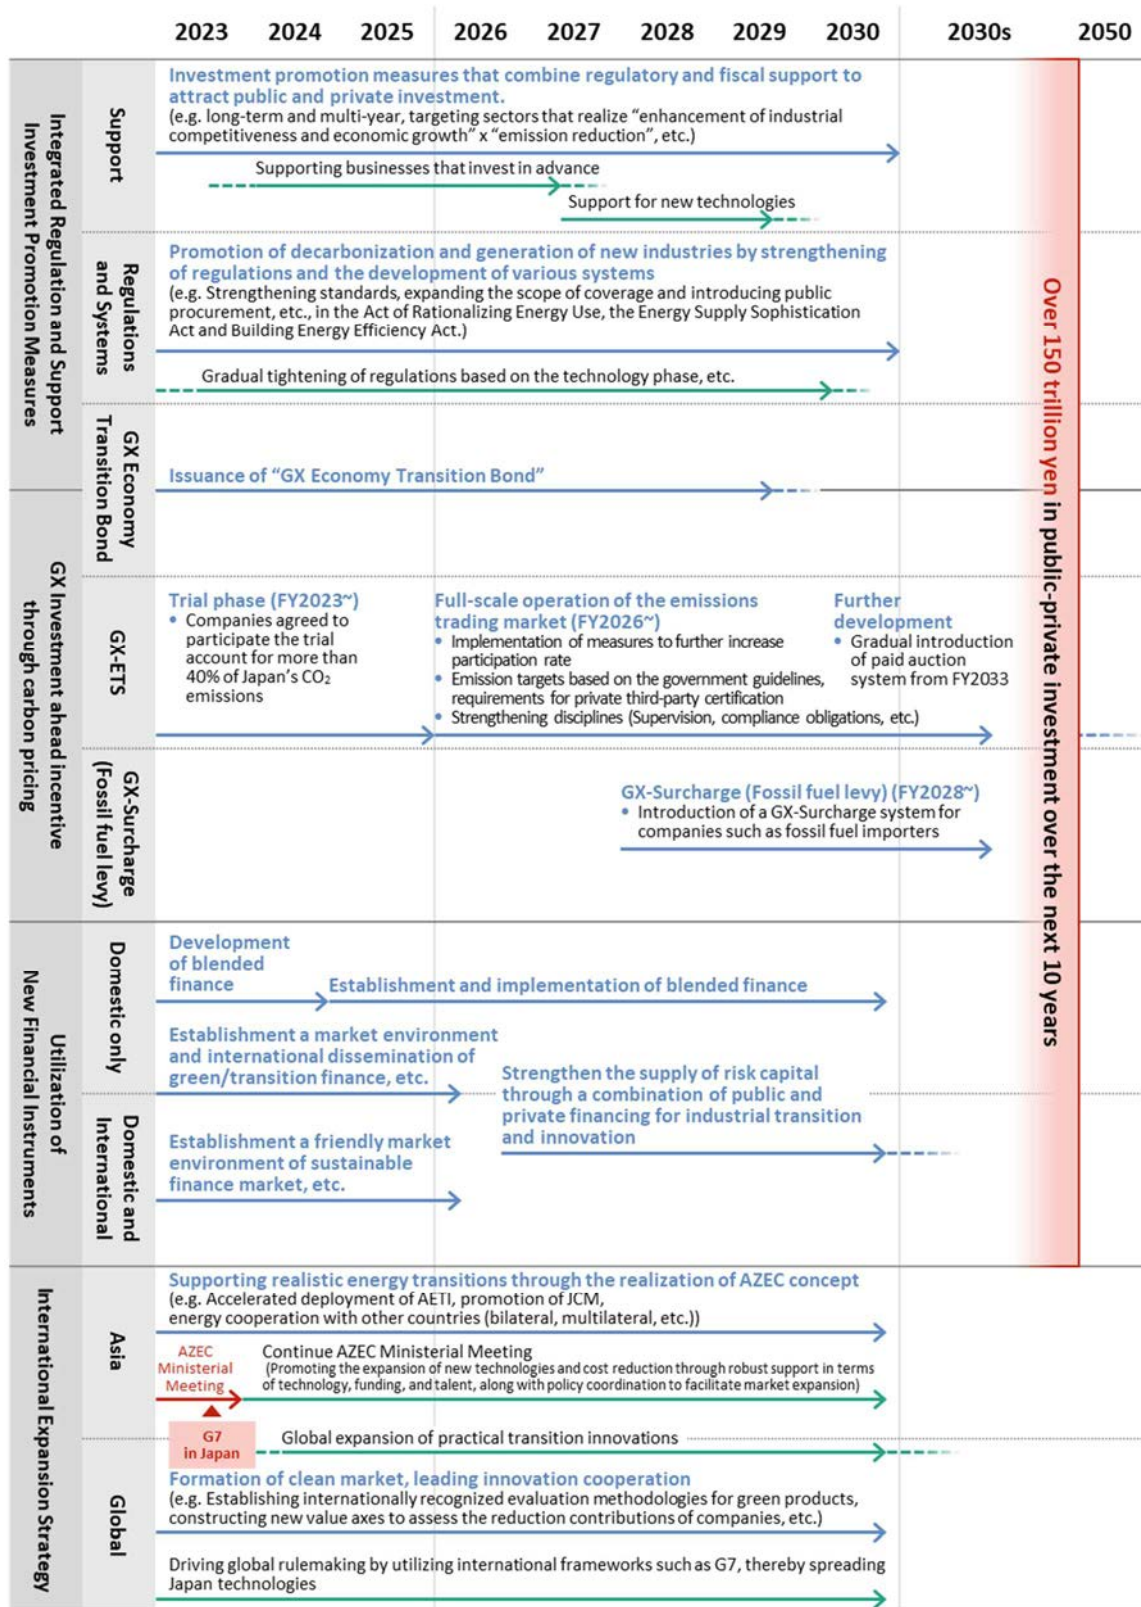 2023 2024 2025 2026 2027 2028 2029 2030 2030s 2050
Integrated Regulation and Support
Investment Promotion Measures
Support
Investment promotion measures that combine regulatory and fiscal support to
attract public and private investment.
(e.g. long-term and multi-year, targeting sectors that realize “enhancement of industrial
competitiveness and economic growth” x “emission reduction”, etc.)
Supporting businesses that invest in advance
Support for new technologies
Regulations
and Systems
Promotion of decarbonization and generation of new industries by strengthening
of regulations and the development of various systems
(e.g. Strengthening standards, expanding the scope of coverage and introducing public
procurement, etc., in the Act of Rationalizing Energy Use, the Energy Supply Sophistication
Act and Building Energy Efficiency Act.)
Gradual tightening of regulations based on the technology phase, etc.
GX Economy
Transition Bond
Issuance of “GX Economy Transition Bond”
GX Investment ahead incentive
through carbon pricing
GX-ETS
Trial phase (FY2023~)
• Companies agreed to
participate the trial
account for more than
40% of Japan’s CO₂
emissions
Full-scale operation of the emissions
trading market (FY2026~)
• Implementation of measures to further increase
participation rate
• Emission targets based on the government guidelines,
requirements for private third-party certification
• Strengthening disciplines (Supervision, compliance obligations, etc.)
Further
development
• Gradual introduction
of paid auction
system from FY2033
GX-Surcharge
(Fossil fuel levy)
GX-Surcharge (Fossil fuel levy) (FY2028~)
• Introduction of a GX-Surcharge system for
companies such as fossil fuel importers
Over 150 trillion yen in public-private investment over the next 10 years
Utilization of
New Financial Instruments
Domestic only
Development
of blended
finance
Establishment and implementation of blended finance
Establishment a market environment
and international dissemination of
green/transition finance, etc.
Strengthen the supply of risk capital
through a combination of public and
private financing for industrial transition
and innovation
Domestic and
International
Establishment a friendly market
environment of sustainable
finance market, etc.
International Expansion Strategy
Asia
Supporting realistic energy transitions through the realization of AZEC concept
(e.g. Accelerated deployment of AETI, promotion of JCM,
energy cooperation with other countries (bilateral, multilateral, etc.))
AZEC
Ministerial
Meeting
Continue AZEC Ministerial Meeting
(Promoting the expansion of new technologies and cost reduction through robust support in terms
of technology, funding, and talent, along with policy coordination to facilitate market expansion)
G7
in Japan
Global expansion of practical transition innovations
Global
Formation of clean market, leading innovation cooperation
(e.g. Establishing internationally recognized evaluation methodologies for green products,
constructing new value axes to assess the reduction contributions of companies, etc.)
Driving global rulemaking by utilizing international frameworks such as G7, thereby spreading
Japan technologies